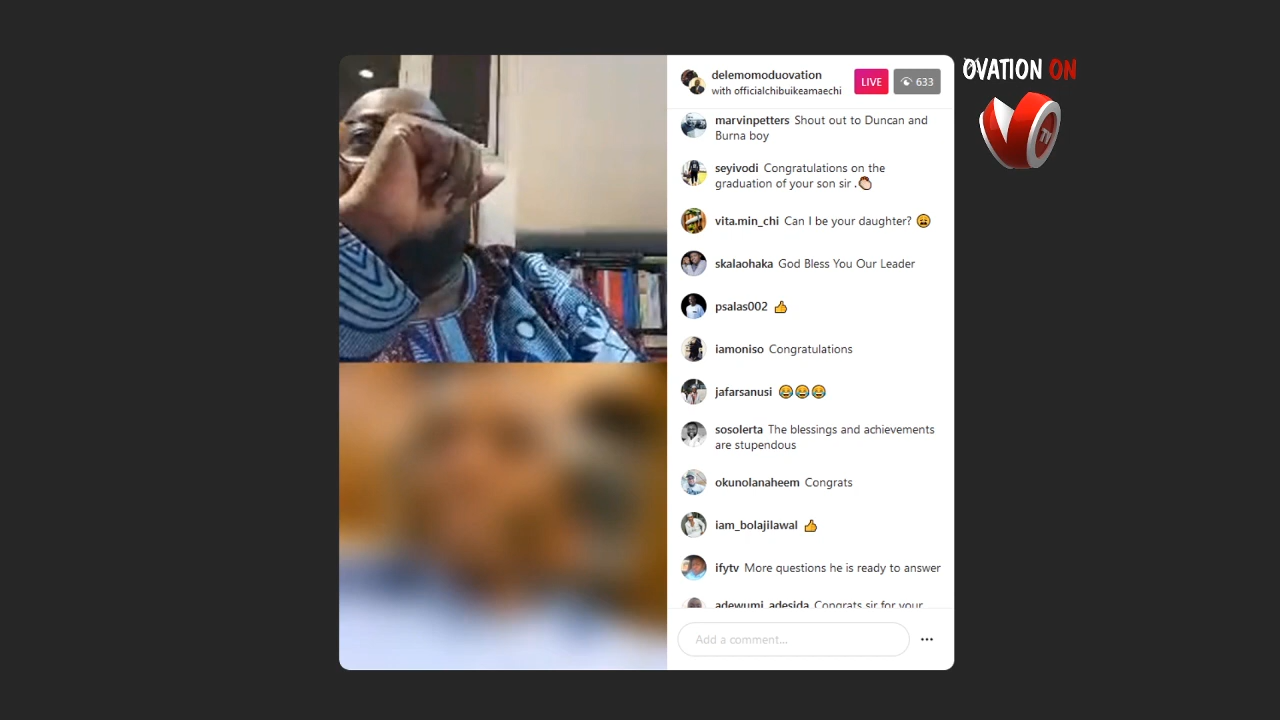 OVATION ON
delemomoduovation
with officialchibuikeamaechi
LIVE
633
marvinpetters Shout out to Duncan and
Burna boy
seyivodi Congratulations on the
graduation of your son sir .👏🏻
vita.min_chi Can I be your daughter? 😩
skalaohaka God Bless You Our Leader
psalas002 👍
iamoniso Congratulations
jafarsanusi 😂😂😂
sosolerta The blessings and achievements
are stupendous
okunolanaheem Congrats
iam_bolajilawal 👍
ifytv More questions he is ready to answer
adewumi_adesida Congrats sir for your
Add a comment...